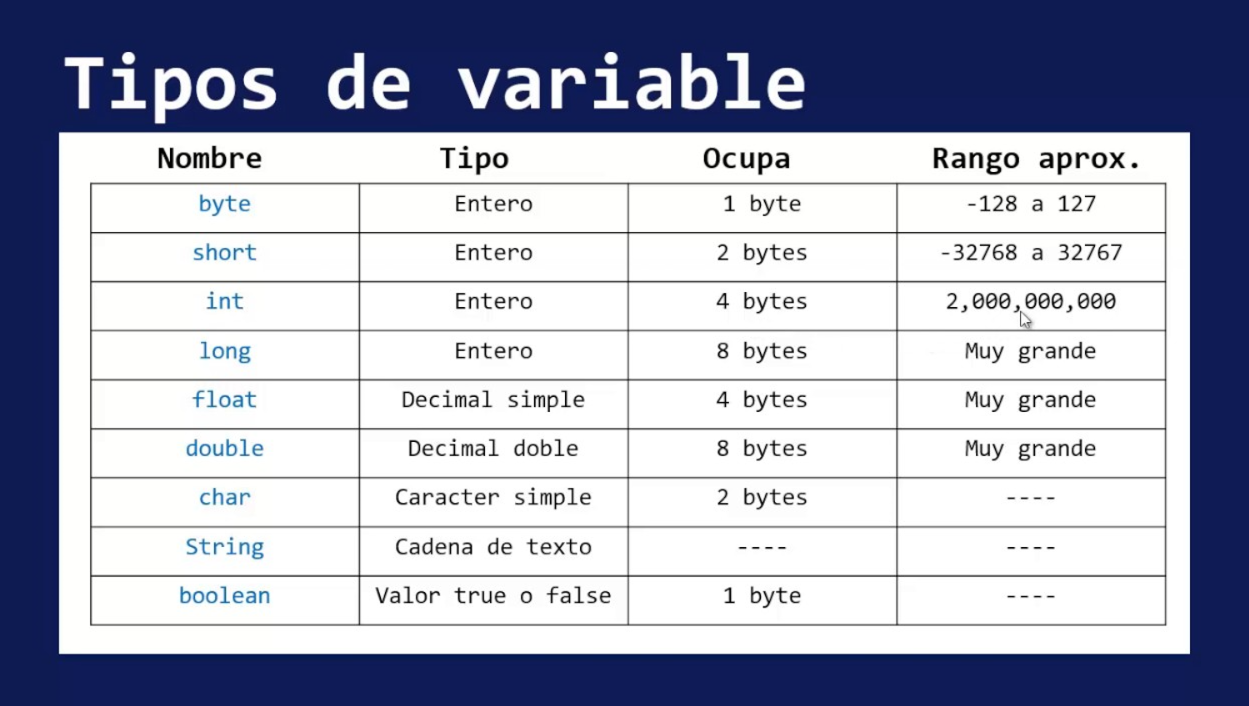 Tipos de variable
Nombre Tipo Ocupa Rango aprox.
byte Entero 1 byte -128 a 127
short Entero 2 bytes -32768 a 32767
int Entero 4 bytes 2,000,000,000
long Entero 8 bytes Muy grande
float Decimal simple 4 bytes Muy grande
double Decimal doble 8 bytes Muy grande
char Caracter simple 2 bytes ----
String Cadena de texto ---- ----
boolean Valor true o false 1 byte ----